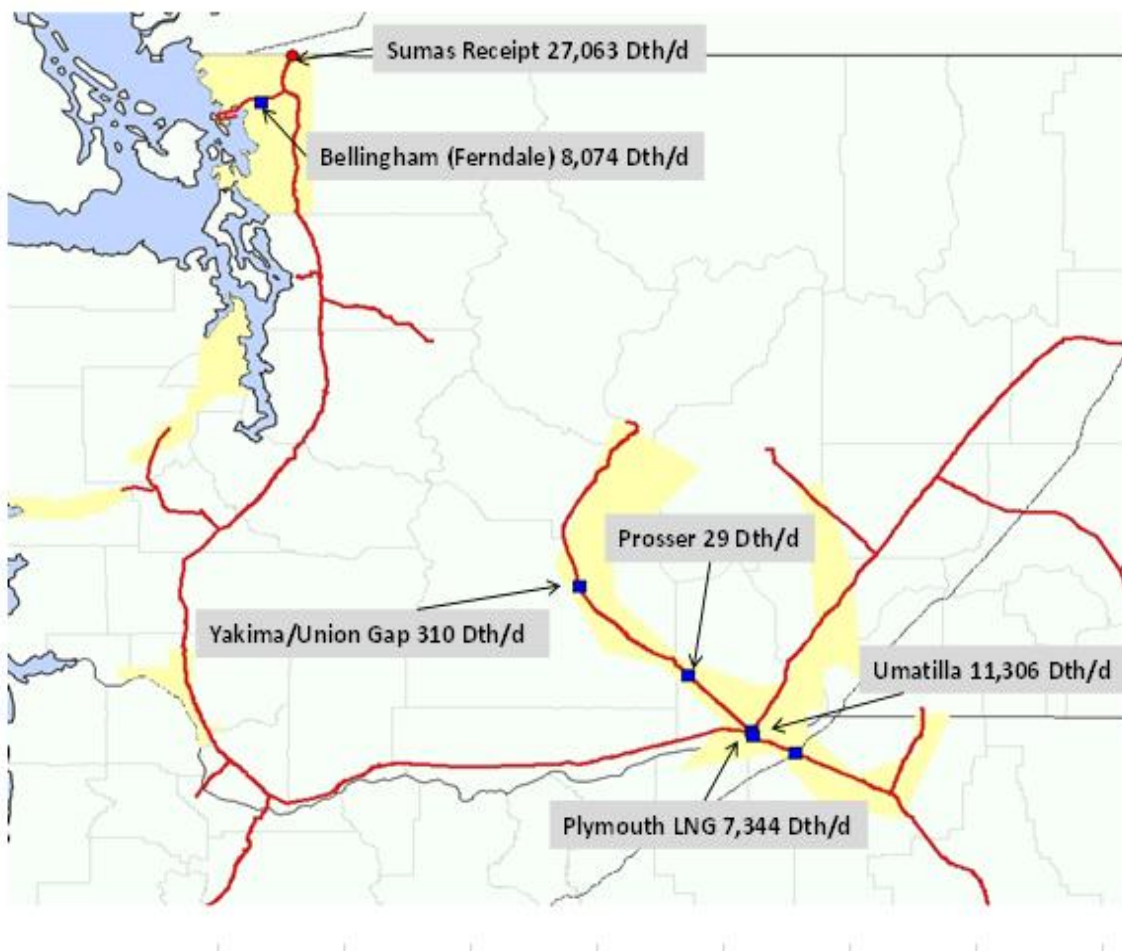 Sumas Receipt 27,063 Dth/d
Bellingham (Ferndale) 8,074 Dth/d
Prosser 29 Dth/d
Yakima/Union Gap 310 Dth/d
Umatilla 11,306 Dth/d
Plymouth LNG 7,344 Dth/d